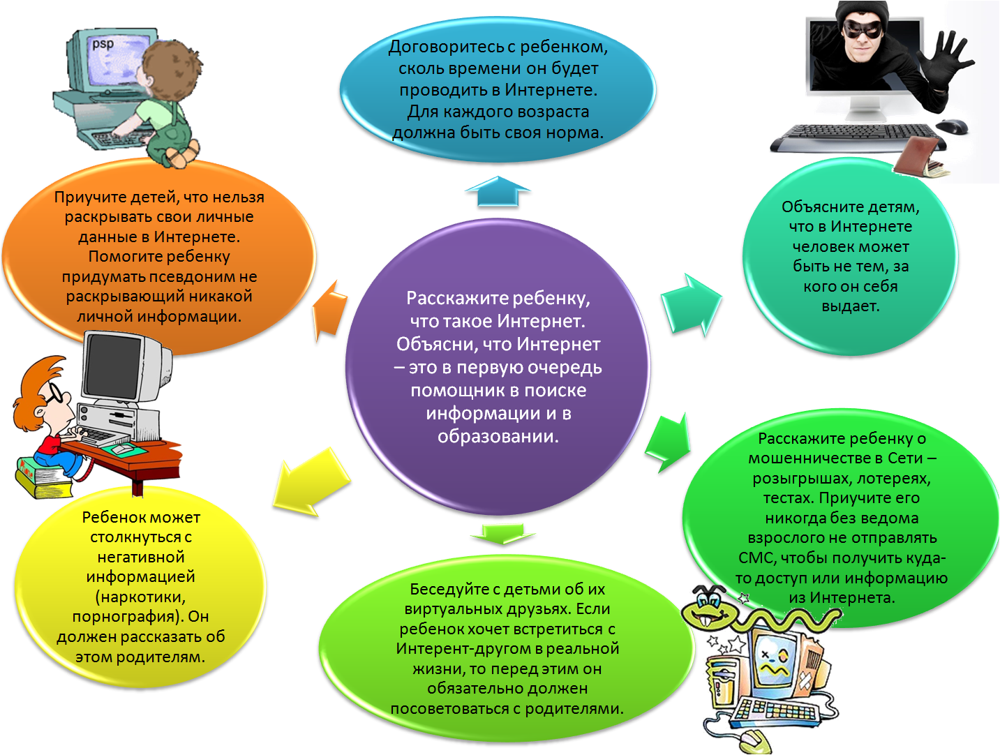 psp
Договоритесь с ребенком,
сколь времени он будет
проводить в Интернете.
Для каждого возраста
должна быть своя норма.
Приучите детей, что нельзя
раскрывать свои личные
данные в Интернете.
Помогите ребенку
придумать псевдоним не
раскрывающий никакой
личной информации.
Объясните детям,
что в Интернете
человек может
быть не тем, за
кого он себя
выдает.
Расскажите ребенку,
что такое Интернет.
Объясни, что Интернет
– это в первую очередь
помощник в поиске
информации и в
образовании.
Расскажите ребенку о
мошенничестве в Сети –
розыгрышах, лотереях,
тестах. Приучите его
никогда без ведома
взрослого не отправлять
СМС, чтобы получить куда-
то доступ или информацию
из Интернета.
Ребенок может
столкнуться с
негативной
информацией
(наркотики,
порнография). Он
должен рассказать об
этом родителям.
Беседуйте с детьми об их
виртуальных друзьях. Если
ребенок хочет встретиться с
Интерент-другом в реальной
жизни, то перед этим он
обязательно должен
посоветоваться с родителями.